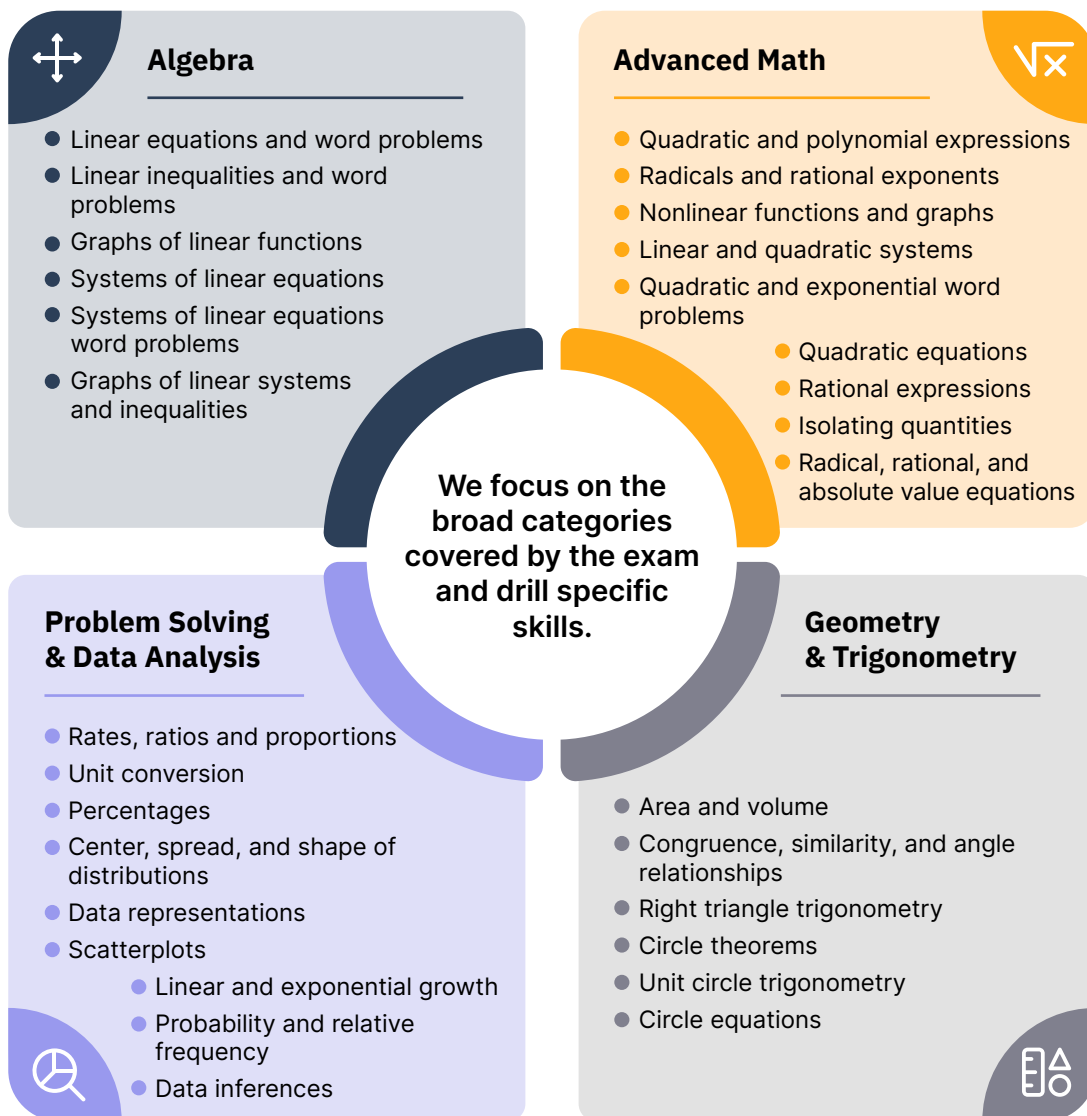 Algebra
Linear equations and word problems
Linear inequalities and word
problems
Graphs of linear functions
Systems of linear equations
Systems of linear equations
word problems
Graphs of linear systems
and inequalities
Advanced Math
Quadratic and polynomial expressions
Radicals and rational exponents
Nonlinear functions and graphs
Linear and quadratic systems
Quadratic and exponential word
problems
Quadratic equations
Rational expressions
Isolating quantities
Radical, rational, and
absolute value equations
We focus on the
broad categories
covered by the exam
and drill specific
skills.
Problem Solving
& Data Analysis
Rates, ratios and proportions
Unit conversion
Percentages
Center, spread, and shape of
distributions
Data representations
Scatterplots
Linear and exponential growth
Probability and relative
frequency
Data inferences
Geometry
& Trigonometry
Area and volume
Congruence, similarity, and angle
relationships
Right triangle trigonometry
Circle theorems
Unit circle trigonometry
Circle equations